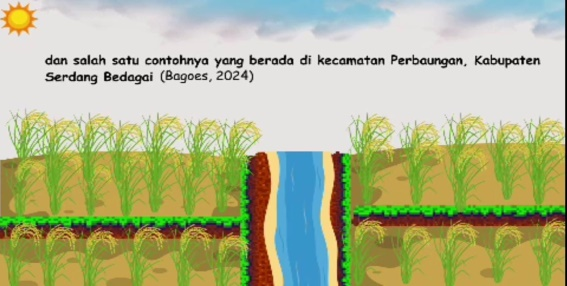 dan salah satu contohnya yang berada di kecamatan Perbaungan, Kabupaten
Serdang Bedagai (Bagoes, 2024)